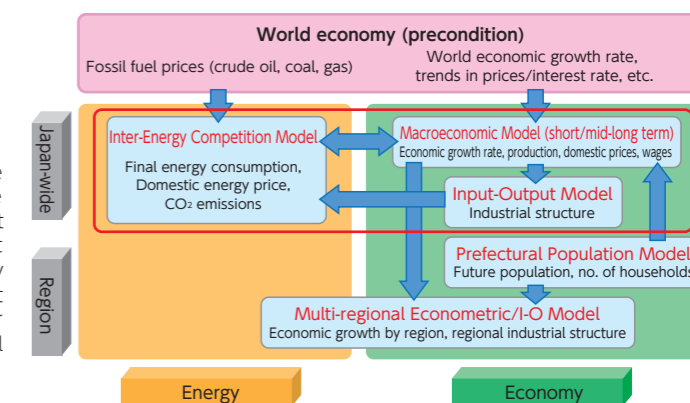 World economy (precondition)
Fossil fuel prices (crude oil, coal, gas)
World economic growth rate,
trends in prices/interest rate, etc.
Japan-wide
Inter-Energy Competition Model
Final energy consumption,
Domestic energy price,
CO2 emissions
Macroeconomic Model (short/mid-long term)
Economic growth rate, production, domestic prices, wages
Input-Output Model
Industrial structure
Region
Prefectural Population Model
Future population, no. of households
Multi-regional Econometric/I-O Model
Economic growth by region, regional industrial structure
Energy
Economy